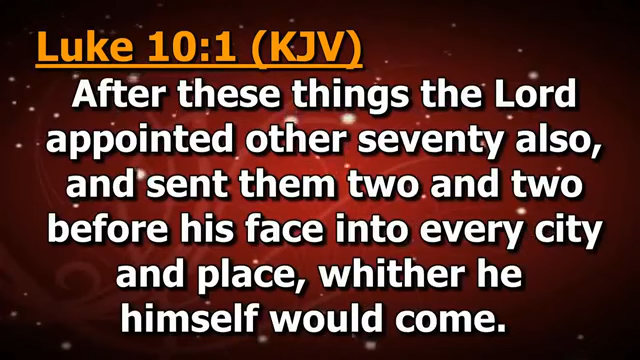 Luke 10:1 (KJV)
After these things the Lord
appointed other seventy also,
and sent them two and two
before his face into every city
and place, whither he
himself would come.